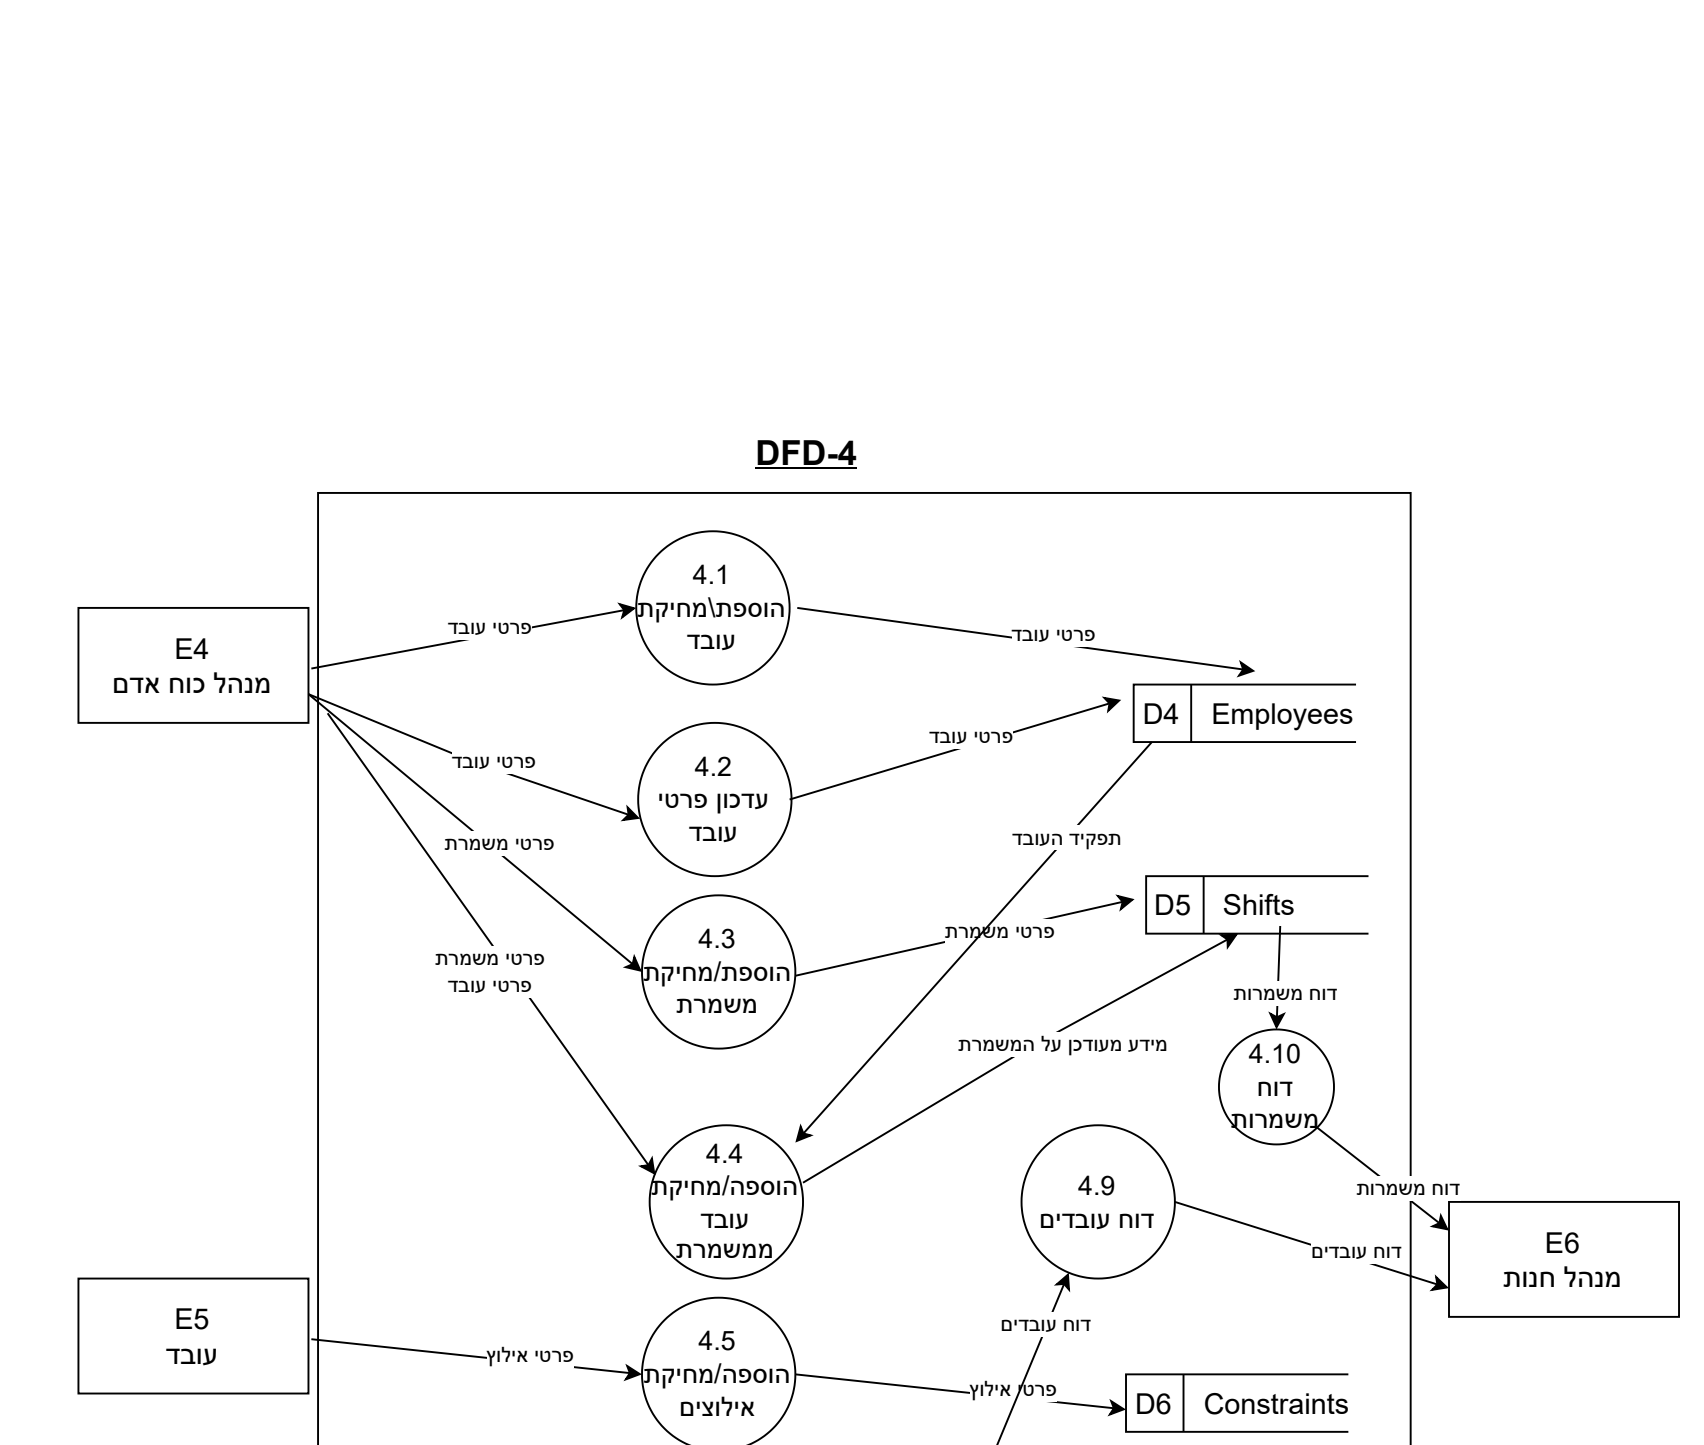 DFD-4
4.1
הוספת\מחיקת
עובד
E4
מנהל כוח אדם
פרטי עובד
פרטי עובד
D4
Employees
פרטי עובד
פרטי עובד
4.2
עדכון פרטי
עובד
תפקיד העובד
פרטי משמרת
D5
Shifts
פרטי משמרת
4.3
הוספת/מחיקת
משמרת
פרטי משמרת
פרטי עובד
דוח משמרות
מידע מעודכן על המשמרת
4.10
דוח
משמרות
4.4
הוספה/מחיקת
עובד
ממשמרת
4.9
דוח עובדים
דוח משמרות
E6
מנהל חנות
דוח עובדים
E5
עובד
דוח עובדים
פרטי אילוץ
4.5
הוספה/מחיקת
אילוצים
פרטי אילוץ
D6
Constraints